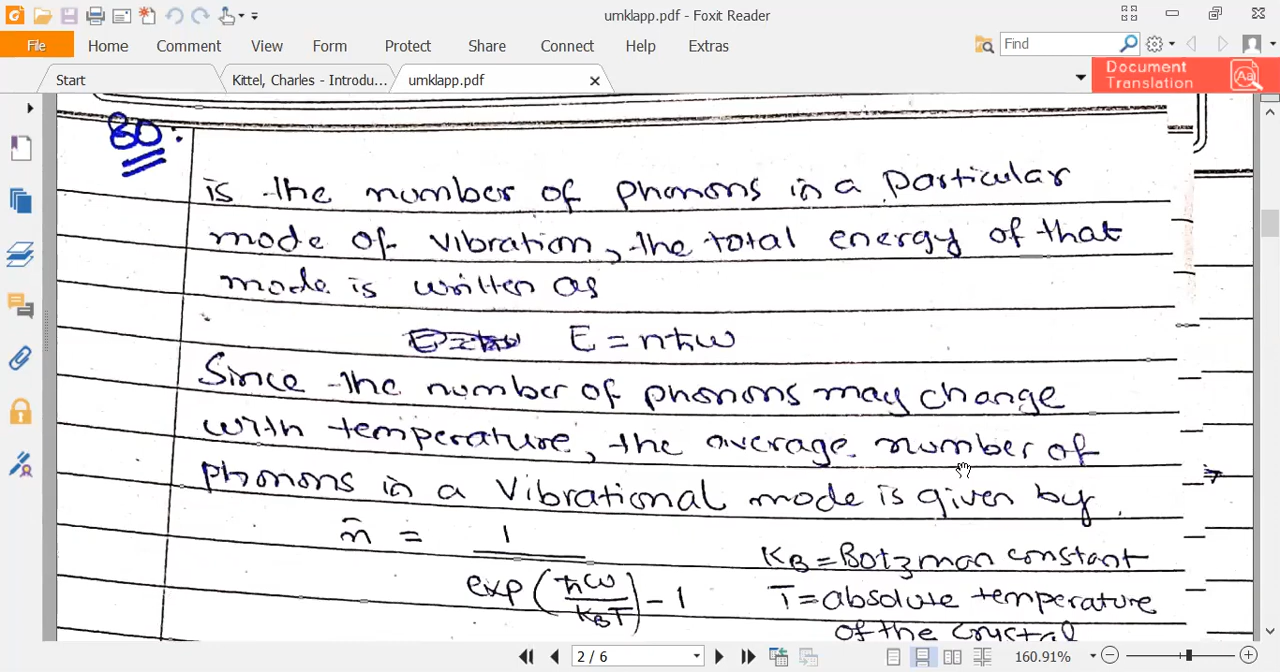 umklapp.pdf - Foxit Reader
File Home Comment View Form Protect Share Connect Help Extras
Find
Document
Translation
Start Kittel, Charles - Introdu... umklapp.pdf
80:
is the number of phonons in a Particular
mode of vibration, the total energy of that
mode is written as
E = nħω
Since the number of phonons may change
with temperature, the average number of
phonons in a Vibrational mode is given by
n̄ = 1
exp (ħω/KBT) - 1
KB = Botzman constant
T = absolute temperature
of the crustal
2 / 6
160.91%